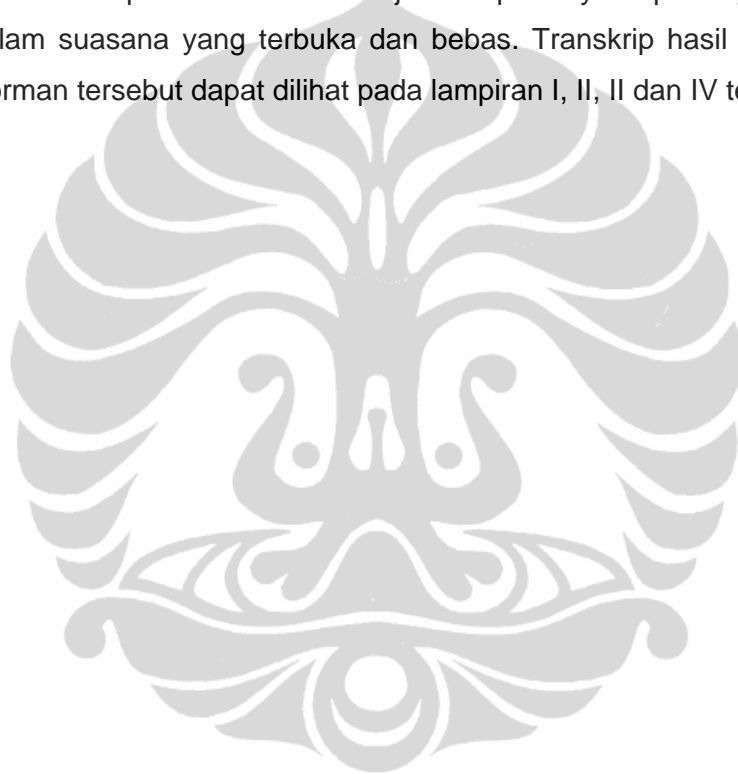 lam suasana yang terbuka dan bebas. Transkrip hasil
orman tersebut dapat dilihat pada lampiran I, II, II dan IV te